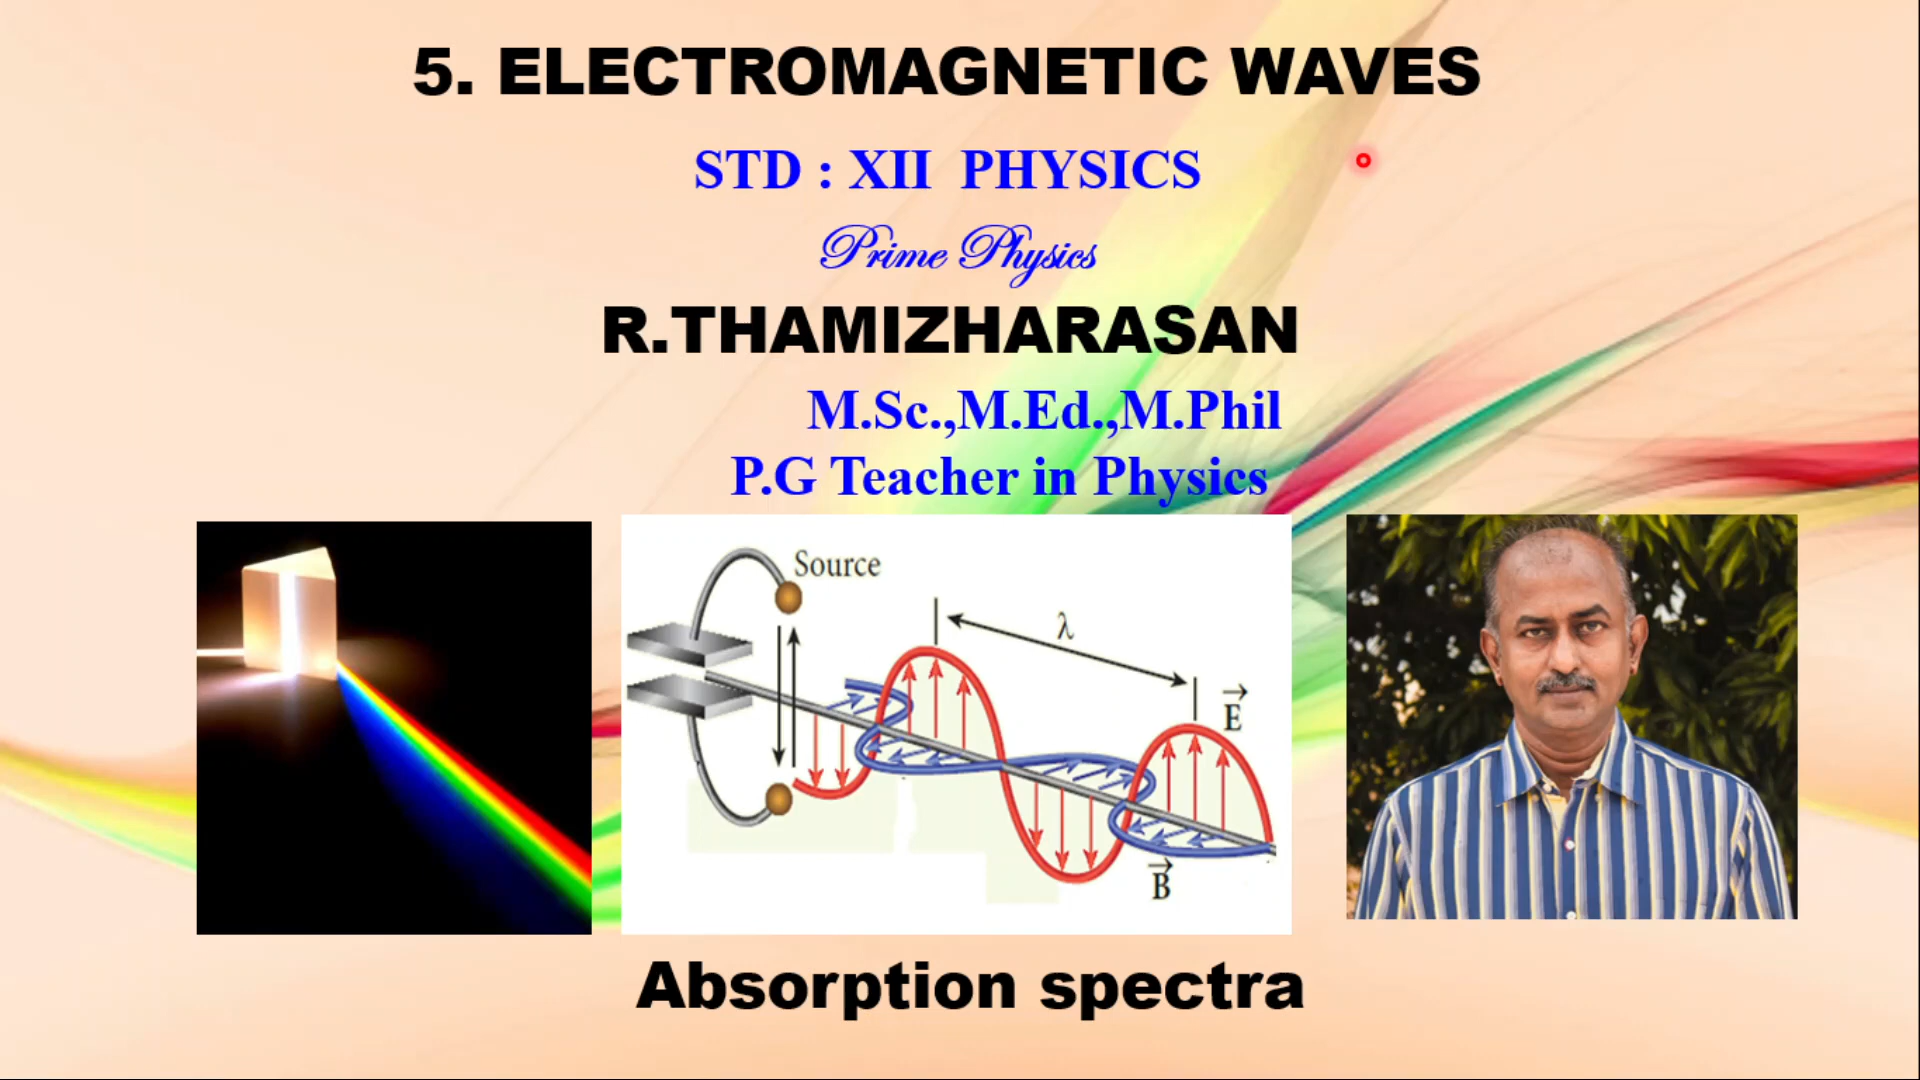 5. ELECTROMAGNETIC WAVES
STD : XII PHYSICS
Prime Physics
R.THAMIZHARASAN
M.Sc.,M.Ed.,M.Phil
P.G Teacher in Physics
Source
λ
E
B
Absorption spectra